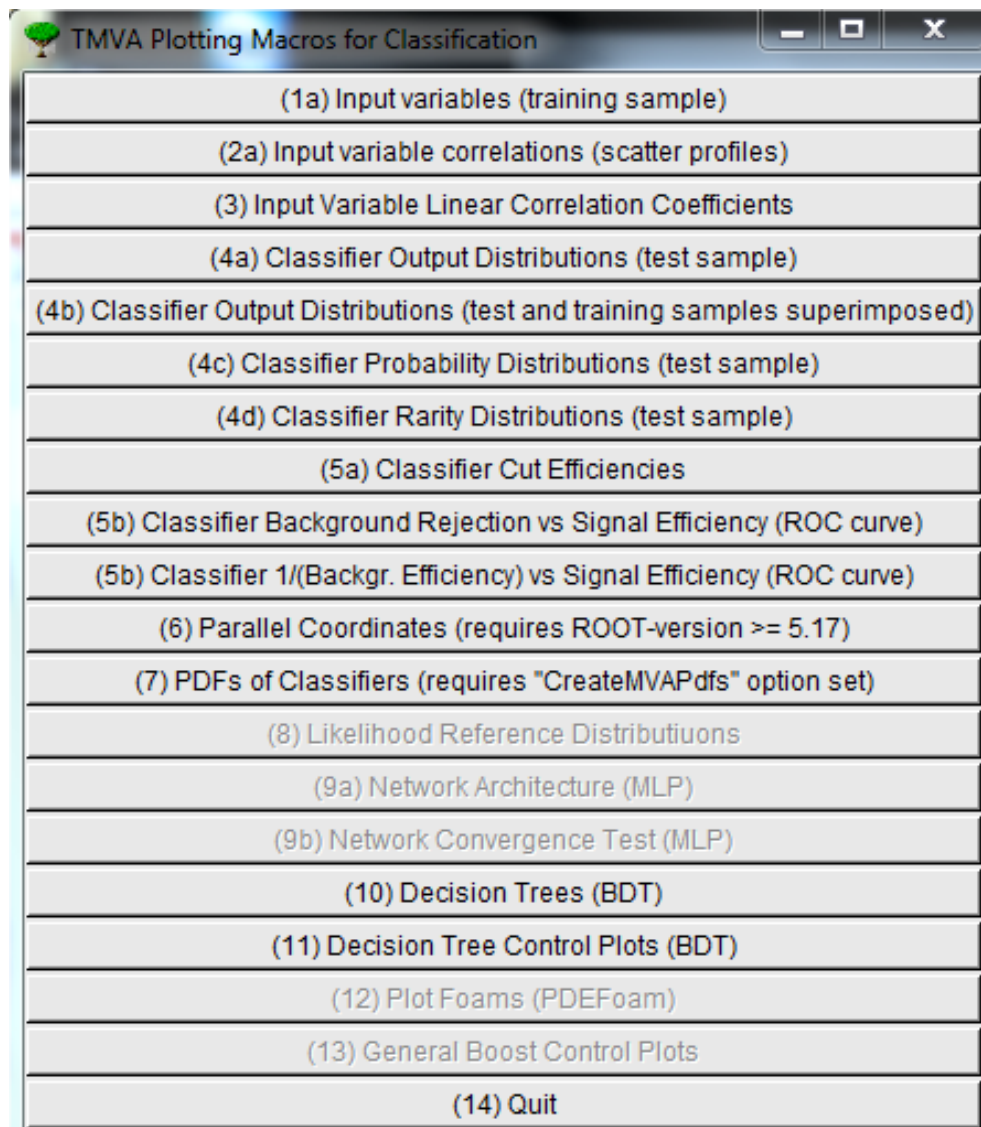 TMVA Plotting Macros for Classification
(1a) Input variables (training sample)
(2a) Input variable correlations (scatter profiles)
(3) Input Variable Linear Correlation Coefficients
(4a) Classifier Output Distributions (test sample)
(4b) Classifier Output Distributions (test and training samples superimposed)
(4c) Classifier Probability Distributions (test sample)
(4d) Classifier Rarity Distributions (test sample)
(5a) Classifier Cut Efficiencies
(5b) Classifier Background Rejection vs Signal Efficiency (ROC curve)
(5b) Classifier 1/(Backgr. Efficiency) vs Signal Efficiency (ROC curve)
(6) Parallel Coordinates (requires ROOT-version >= 5.17)
(7) PDFs of Classifiers (requires "CreateMVAPdfs" option set)
(8) Likelihood Reference Distributiuons
(9a) Network Architecture (MLP)
(9b) Network Convergence Test (MLP)
(10) Decision Trees (BDT)
(11) Decision Tree Control Plots (BDT)
(12) Plot Foams (PDEFoam)
(13) General Boost Control Plots
(14) Quit